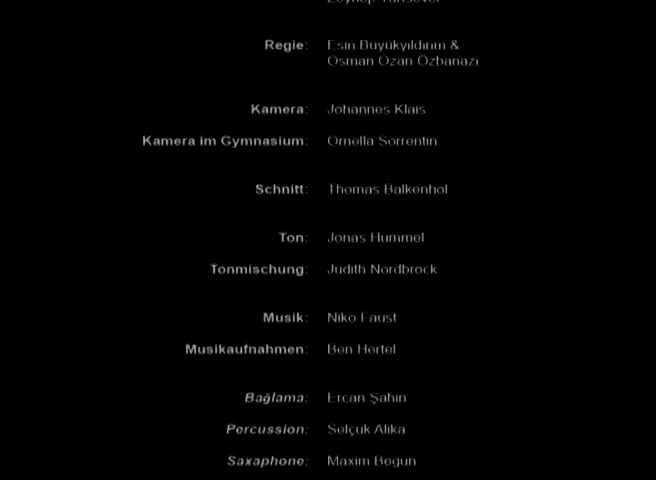 Regie: Esin Büyükyıldırım &
Osman Ozan Özbanazı
Kamera: Johannes Klais
Kamera im Gymnasium: Ornella Sorrentin
Schnitt: Thomas Balkenhol
Ton: Jonas Hummel
Tonmischung: Judith Nordbrock
Musik: Niko Faust
Musikaufnahmen: Ben Hertel
Bağlama: Ercan Şahin
Percussion: Selçuk Alika
Saxaphone: Maxim Begun